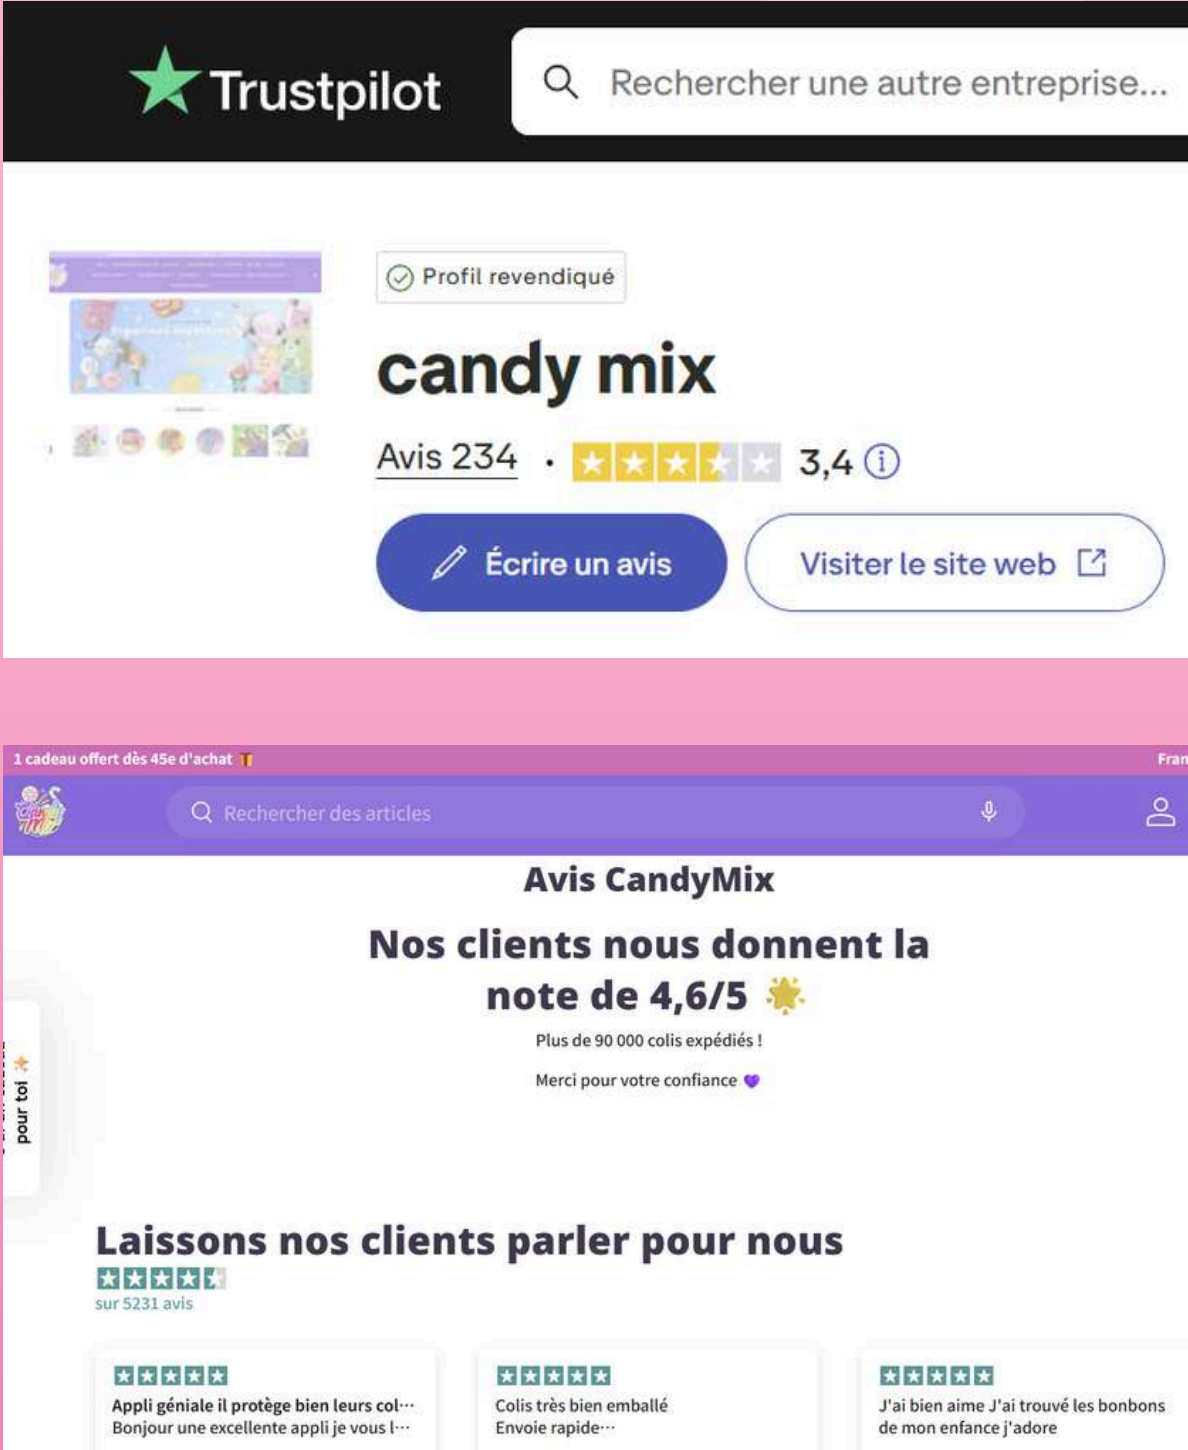 Trustpilot
Rechercher une autre entreprise...
Profil revendiqué
candy mix
Avis 234 · 3,4
Écrire un avis
Visiter le site web
1 cadeau offert dès 45e d'achat
Fran
Candy
Mix
Rechercher des articles
Avis CandyMix
Nos clients nous donnent la
note de 4,6/5
Plus de 90 000 colis expédiés !
Merci pour votre confiance
pour toi
Laissons nos clients parler pour nous
sur 5231 avis
Appli géniale il protège bien leurs col···
Bonjour une excellente appli je vous l···
Colis très bien emballé
Envoie rapide···
J'ai bien aime J'ai trouvé les bonbons
de mon enfance j'adore